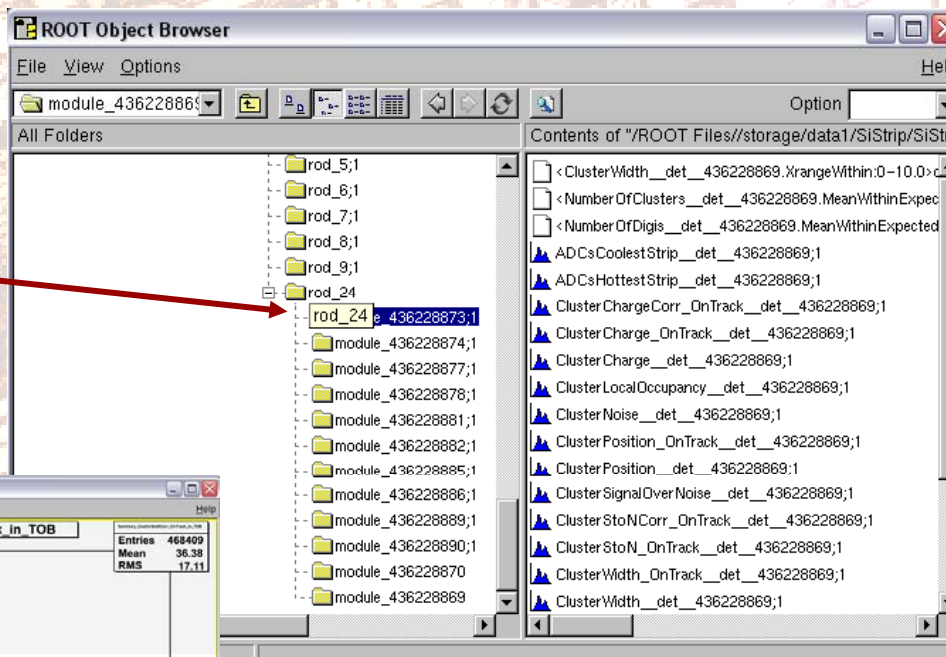 ROOT Object Browser
File View Options Hel
module_436228869 Option
All Folders
Contents of "/ROOT Files//storage/data1/SiStrip/SiSt
rod_5;1
rod_6;1
rod_7;1
rod_8;1
rod_9;1
rod_24
rod_24 e_436228873;1
module_436228874;1
module_436228877;1
module_436228878;1
module_436228881;1
module_436228882;1
module_436228885;1
module_436228886;1
module_436228889;1
module_436228890;1
module_436228870
module_436228869
<ClusterWidth__det__436228869.XrangeWithin:0-10.0>c
<NumberOfClusters__det__436228869.MeanWithinExpec
<NumberOfDigis__det__436228869.MeanWithinExpected
ADCsCoolestStrip__det__436228869;1
ADCsHottestStrip__det__436228869;1
ClusterChargeCorr_OnTrack__det__436228869;1
ClusterCharge_OnTrack__det__436228869;1
ClusterCharge__det__436228869;1
ClusterLocalOccupancy__det__436228869;1
ClusterNoise__det__436228869;1
ClusterPosition_OnTrack__det__436228869;1
ClusterPosition__det__436228869;1
ClusterSignalOverNoise__det__436228869;1
ClusterStoNCorr_OnTrack__det__436228869;1
ClusterStoN_OnTrack__det__436228869;1
ClusterWidth_OnTrack__det__436228869;1
ClusterWidth__det__436228869;1
Help
k_in_TOB
Entries 468409
Mean 36.38
RMS 17.11